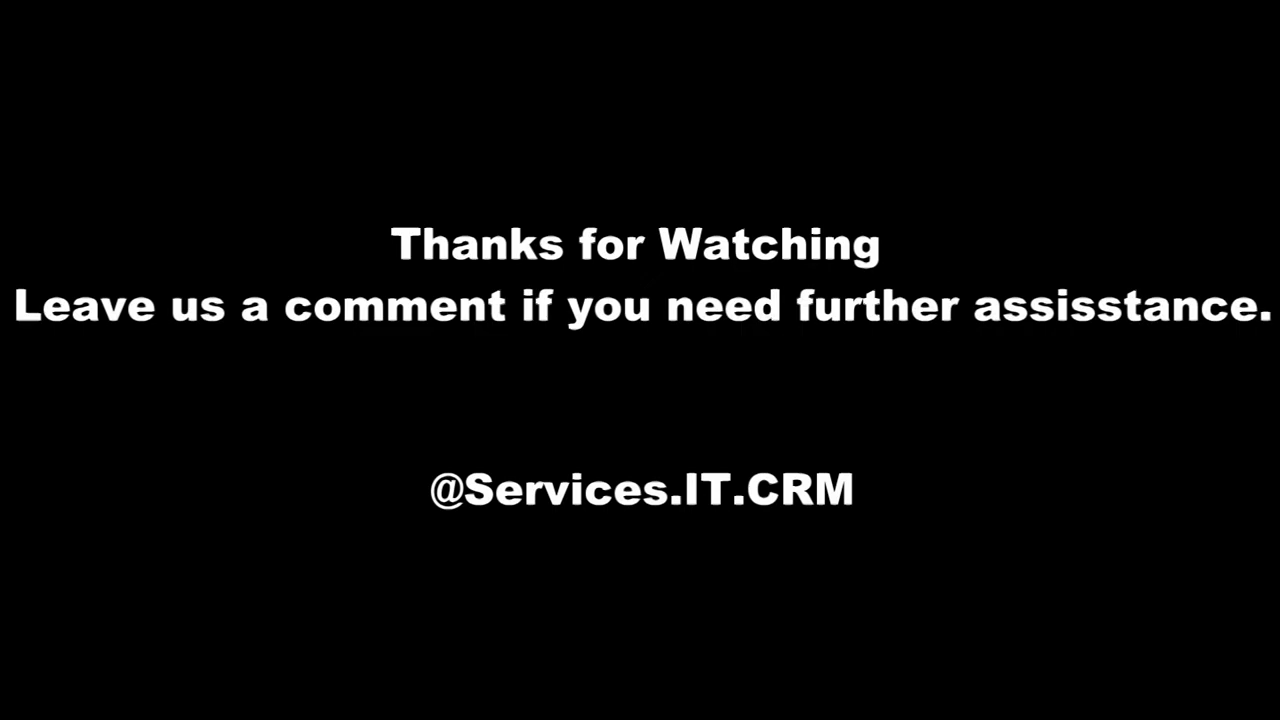 Thanks for Watching
Leave us a comment if you need further assisstance.
@Services.IT.CRM